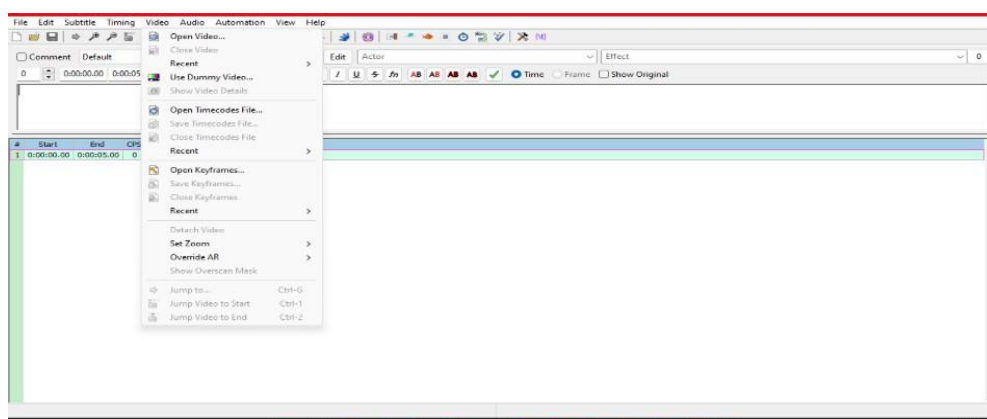 File Edit Subtitle Timing Video Audio Automation View Help
Open Video...
Close Video
Recent
Use Dummy Video...
Show Video Details
Open Timecodes File...
Save Timecodes File...
Close Timecodes File
Recent
Open Keyframes...
Save Keyframes...
Close Keyframes
Recent
Detach Video
Set Zoom
Override AR
Show Overscan Mask
Jump to... Ctrl-G
Jump Video to Start Ctrl-1
Jump Video to End Ctrl-2
Comment Default Edit Actor Effect 0
0 0:00:00.00 0:00:05 I U S fn AB AB AB AB Time Frame Show Original
# Start End CPS
1 0:00:00.00 0:00:05.00 0